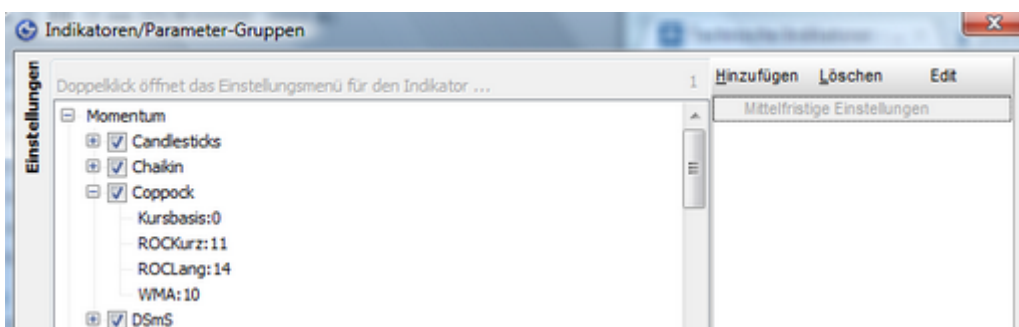 Indikatoren/Parameter-Gruppen
Einstellungen
Doppelklick öffnet das Einstellungsmenü für den Indikator ... 1
Hinzufügen Löschen Edit
Mittelfristige Einstellungen
Momentum
Candlesticks
Chaikin
Coppock
Kursbasis:0
ROCKurz:11
ROCLang:14
WMA:10
DSmS